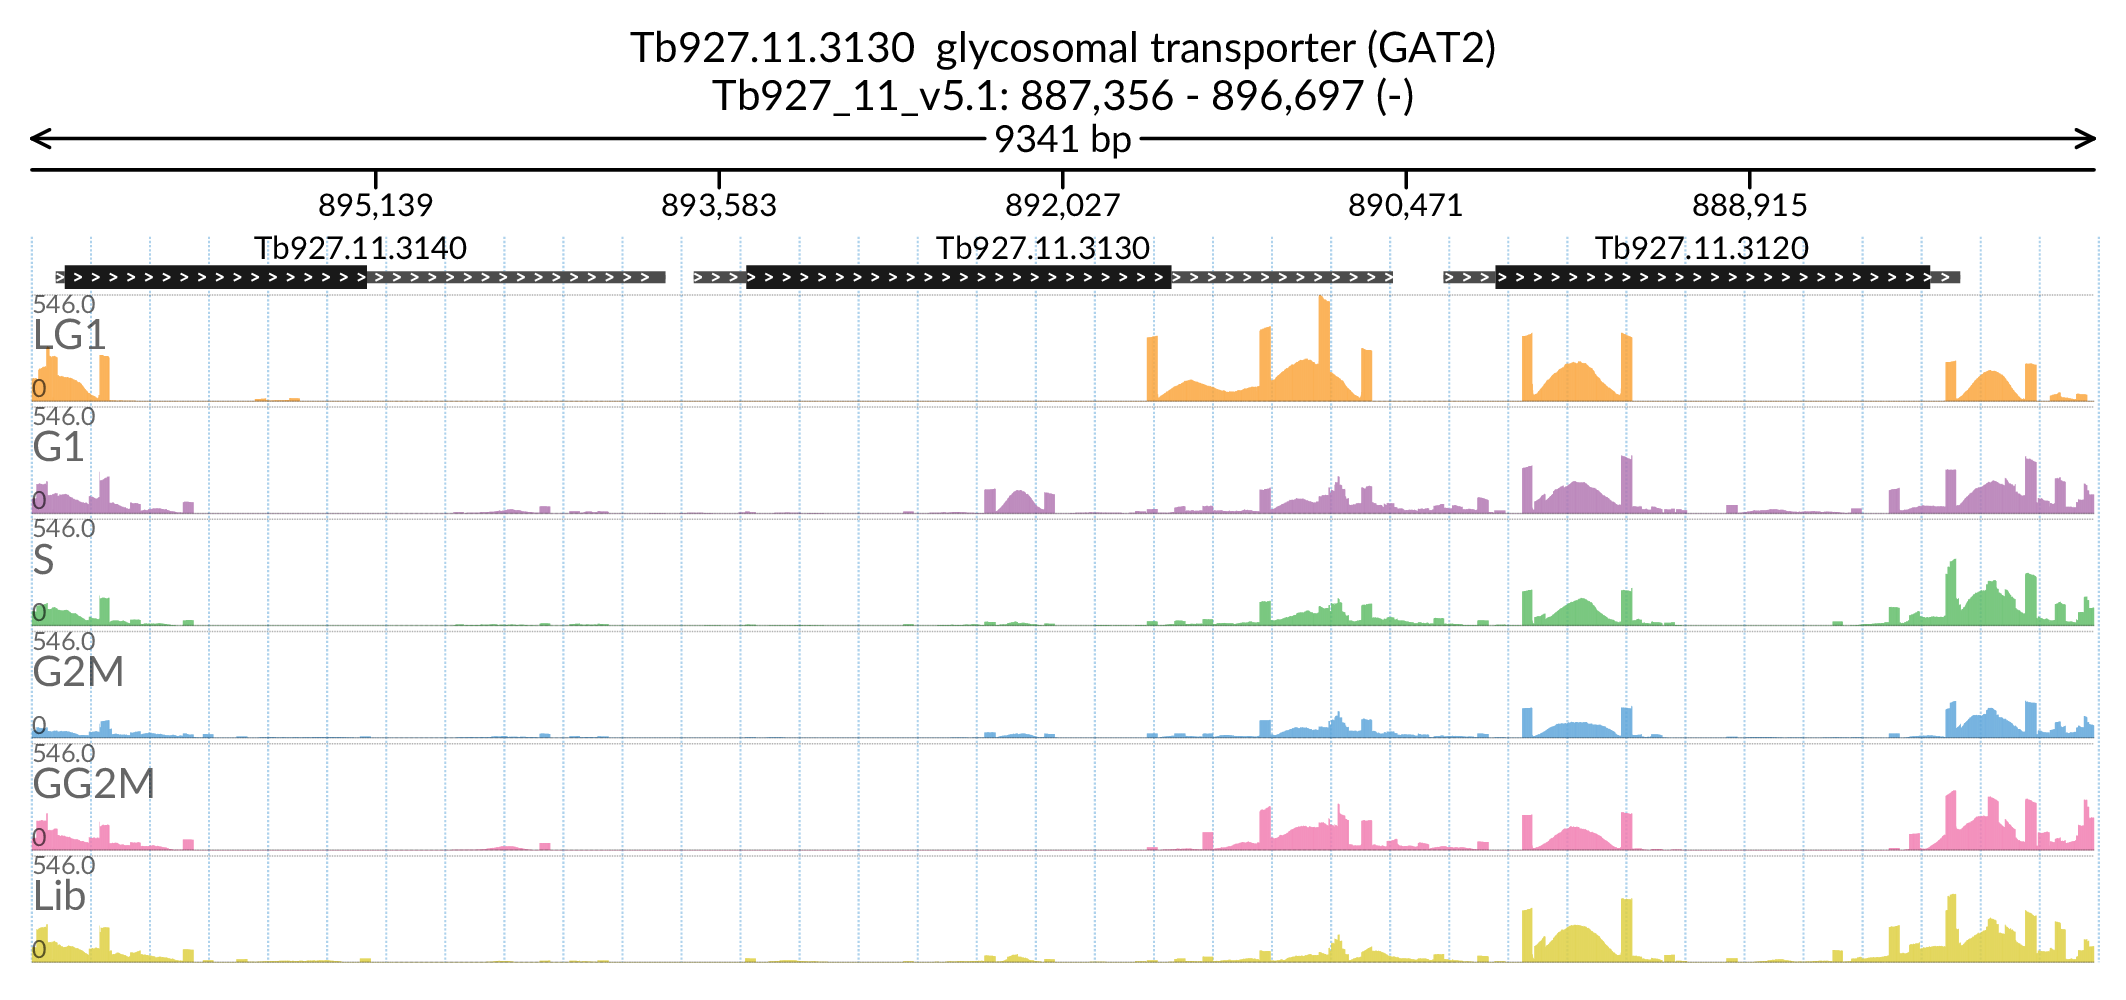 Tb927.11.3130 glycosomal transporter (GAT2)
Tb927_11_v5.1: 887,356 - 896,697 (-)
9341 bp
895,139 893,583 892,027 890,471 888,915
Tb927.11.3140 Tb927.11.3130 Tb927.11.3120
546.0
LG1
0
546.0
G1
0
546.0
S
0
546.0
G2M
0
546.0
GG2M
0
546.0
Lib
0